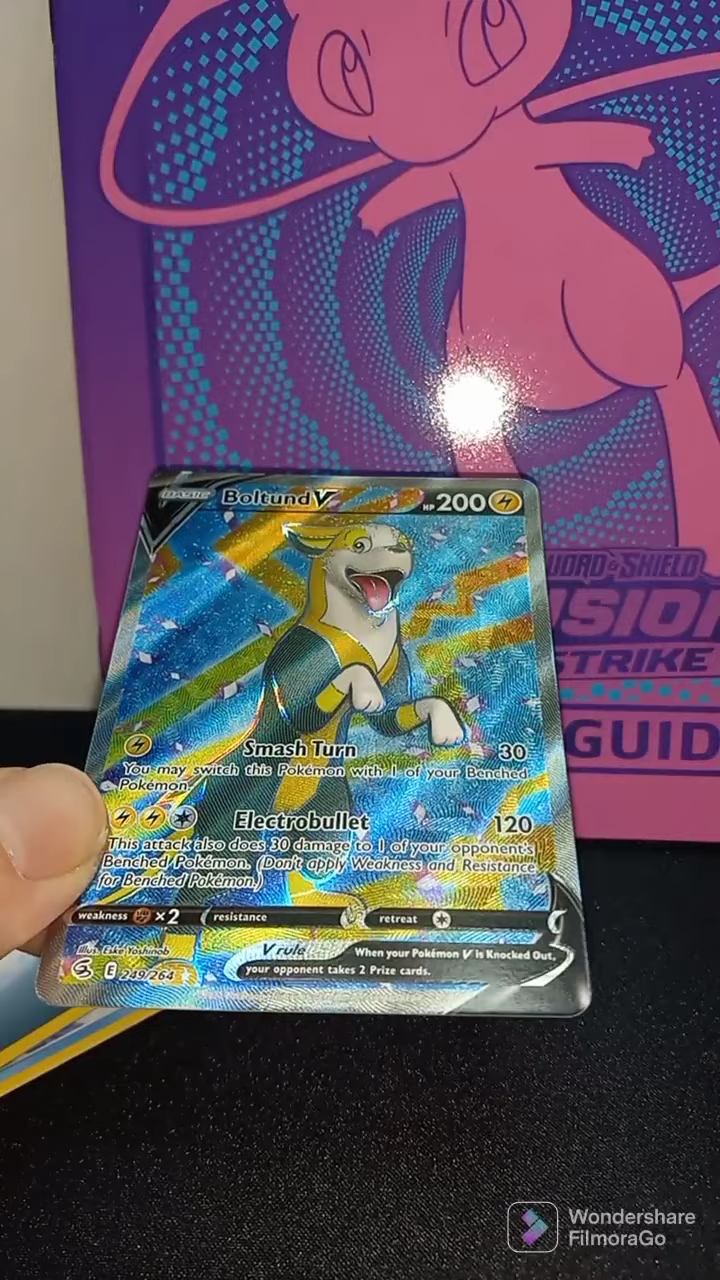 WORD & SHIELD
USIO
STRIKE
GUID
BASIC
Boltund V
HP 200
Smash Turn 30
You may switch this Pokémon with 1 of your Benched
Pokémon.
Electrobullet 120
This attack also does 30 damage to 1 of your opponent's
Benched Pokémon. (Don't apply Weakness and Resistance
for Benched Pokémon.)
weakness ×2 resistance retreat
Illus. Eske Yoshinob
V rule
When your Pokémon V is Knocked Out,
your opponent takes 2 Prize cards.
E 249/264
Wondershare
FilmoraGo